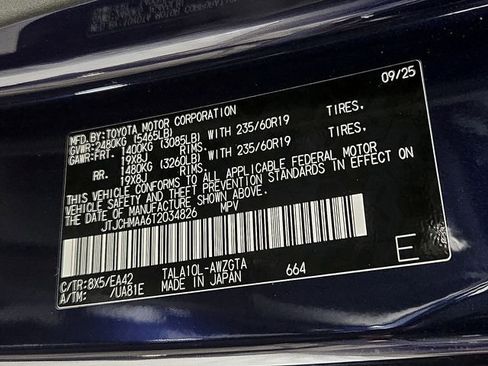 09/25
MFD.BY:TOYOTA MOTOR CORPORATION
GVWR:2480KG (5465LB)
GAWR:FRT. 1400KG (3085LB) WITH 235/60R19 TIRES,
19X8J RIMS.
RR. 1480KG (3260LB) WITH 235/60R19 TIRES,
19X8J RIMS.
THIS VEHICLE CONFORMS TO ALL APPLICABLE FEDERAL MOTOR
VEHICLE SAFETY AND THEFT PREVENTION STANDARDS IN EFFECT ON
THE DATE OF MANUFACTURE SHOWN ABOVE.
JTJCHMAA6T2034826 MPV
C/TR:8X5/EA42 TALA10L-AWZGTA
A/TM: /UA81E MADE IN JAPAN 664
E